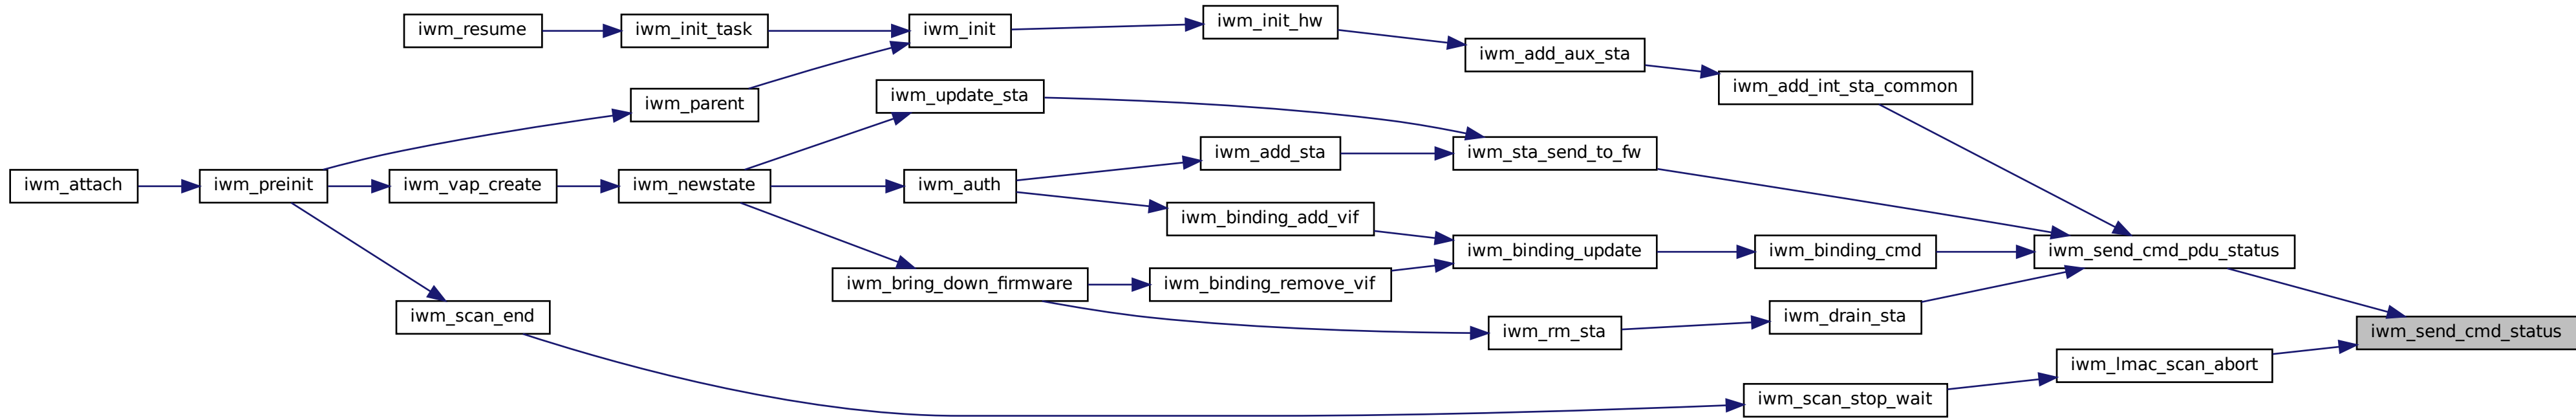 iwm_resume
iwm_init_task
iwm_init
iwm_init_hw
iwm_add_aux_sta
iwm_add_int_sta_common
iwm_parent
iwm_update_sta
iwm_add_sta
iwm_sta_send_to_fw
iwm_attach
iwm_preinit
iwm_vap_create
iwm_newstate
iwm_auth
iwm_binding_add_vif
iwm_binding_update
iwm_binding_cmd
iwm_send_cmd_pdu_status
iwm_bring_down_firmware
iwm_binding_remove_vif
iwm_scan_end
iwm_rm_sta
iwm_drain_sta
iwm_send_cmd_status
iwm_lmac_scan_abort
iwm_scan_stop_wait